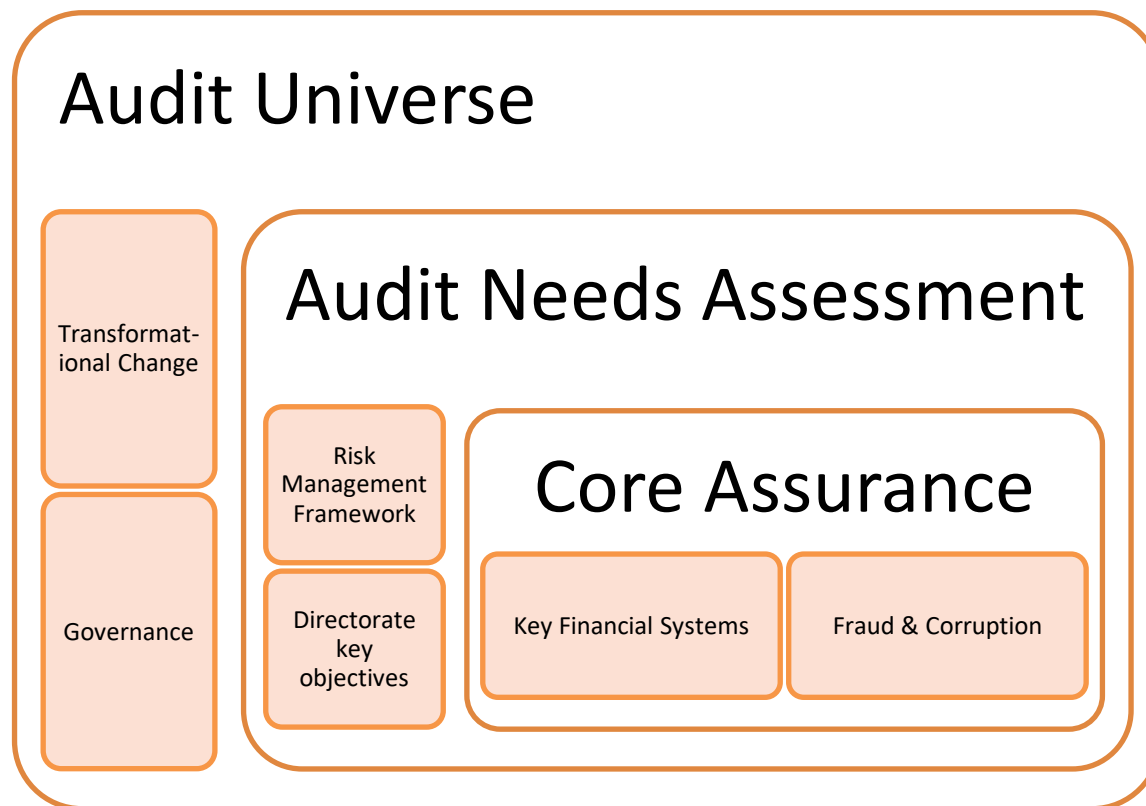 Audit Universe
Transformat-
ional Change
Governance
Audit Needs Assessment
Risk
Management
Framework
Directorate
key
objectives
Core Assurance
Key Financial Systems
Fraud & Corruption